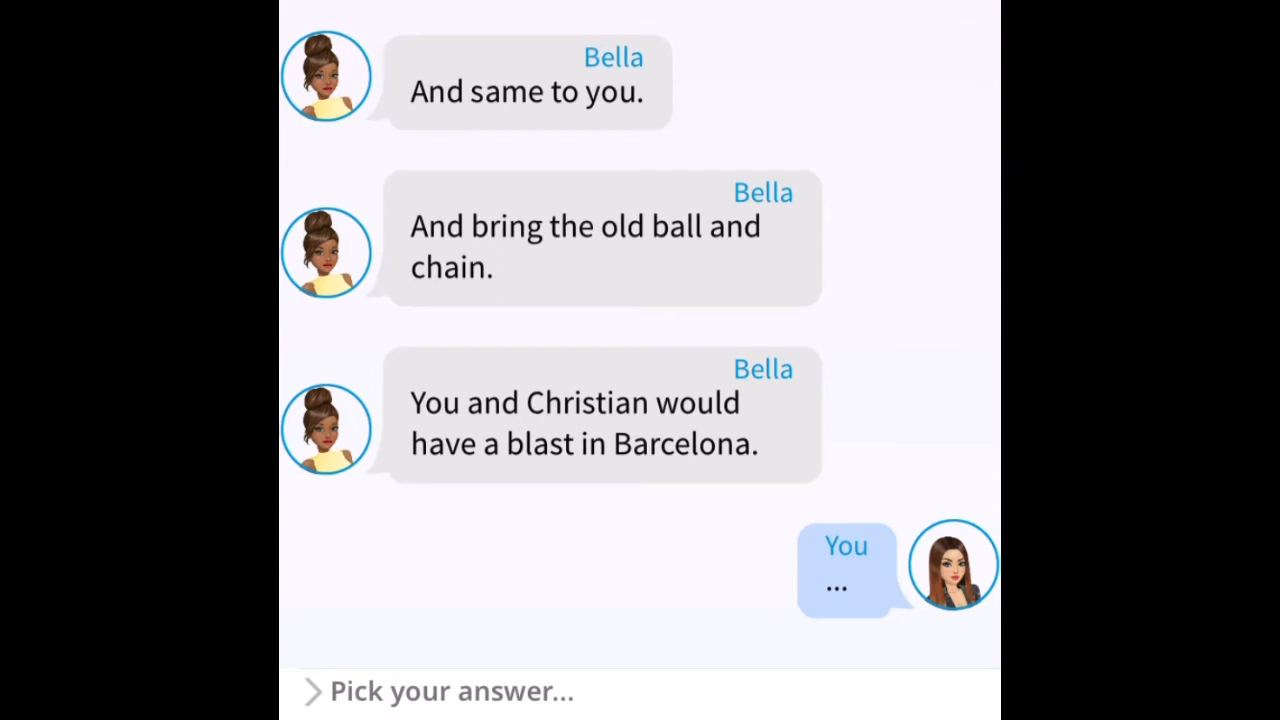 Bella
And same to you.
Bella
And bring the old ball and
chain.
Bella
You and Christian would
have a blast in Barcelona.
You
...
Pick your answer...